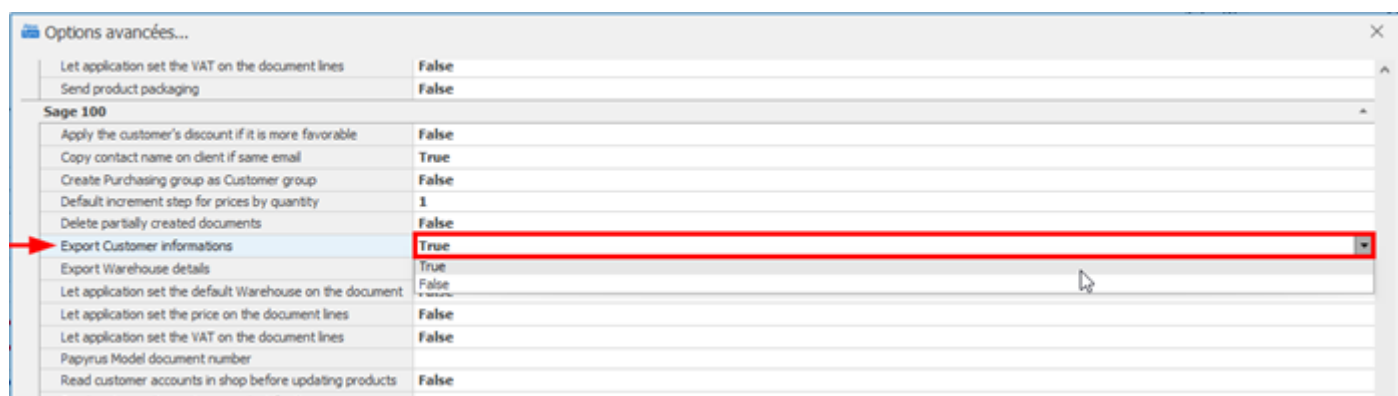 Options avancées...
Let application set the VAT on the document lines False
Send product packaging False
Sage 100
Apply the customer's discount if it is more favorable False
Copy contact name on client if same email True
Create Purchasing group as Customer group False
Default increment step for prices by quantity 1
Delete partially created documents False
Export Customer informations True
Export Warehouse details True
Let application set the default Warehouse on the document False
Let application set the price on the document lines False
Let application set the VAT on the document lines False
Papyrus Model document number
Read customer accounts in shop before updating products False